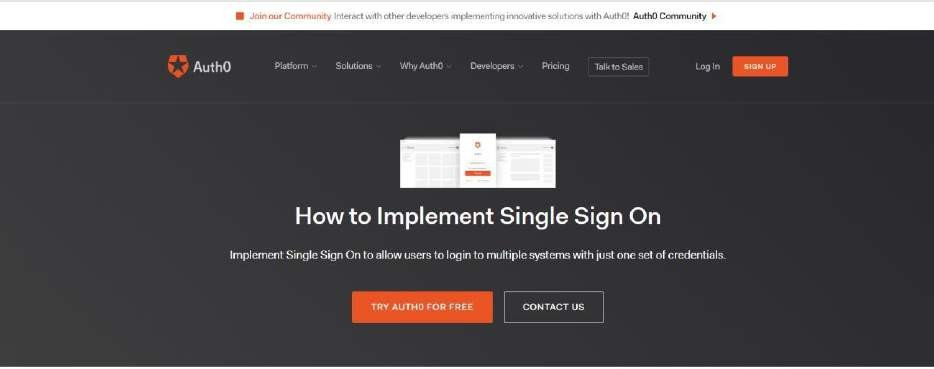 Join our Community Interact with other developers implementing innovative solutions with Auth0! Auth0 Community
Auth0 Platform Solutions Why Auth0 Developers Pricing Talk to Sales Log In SIGN UP
How to Implement Single Sign On
Implement Single Sign On to allow users to login to multiple systems with just one set of credentials.
TRY AUTH0 FOR FREE CONTACT US